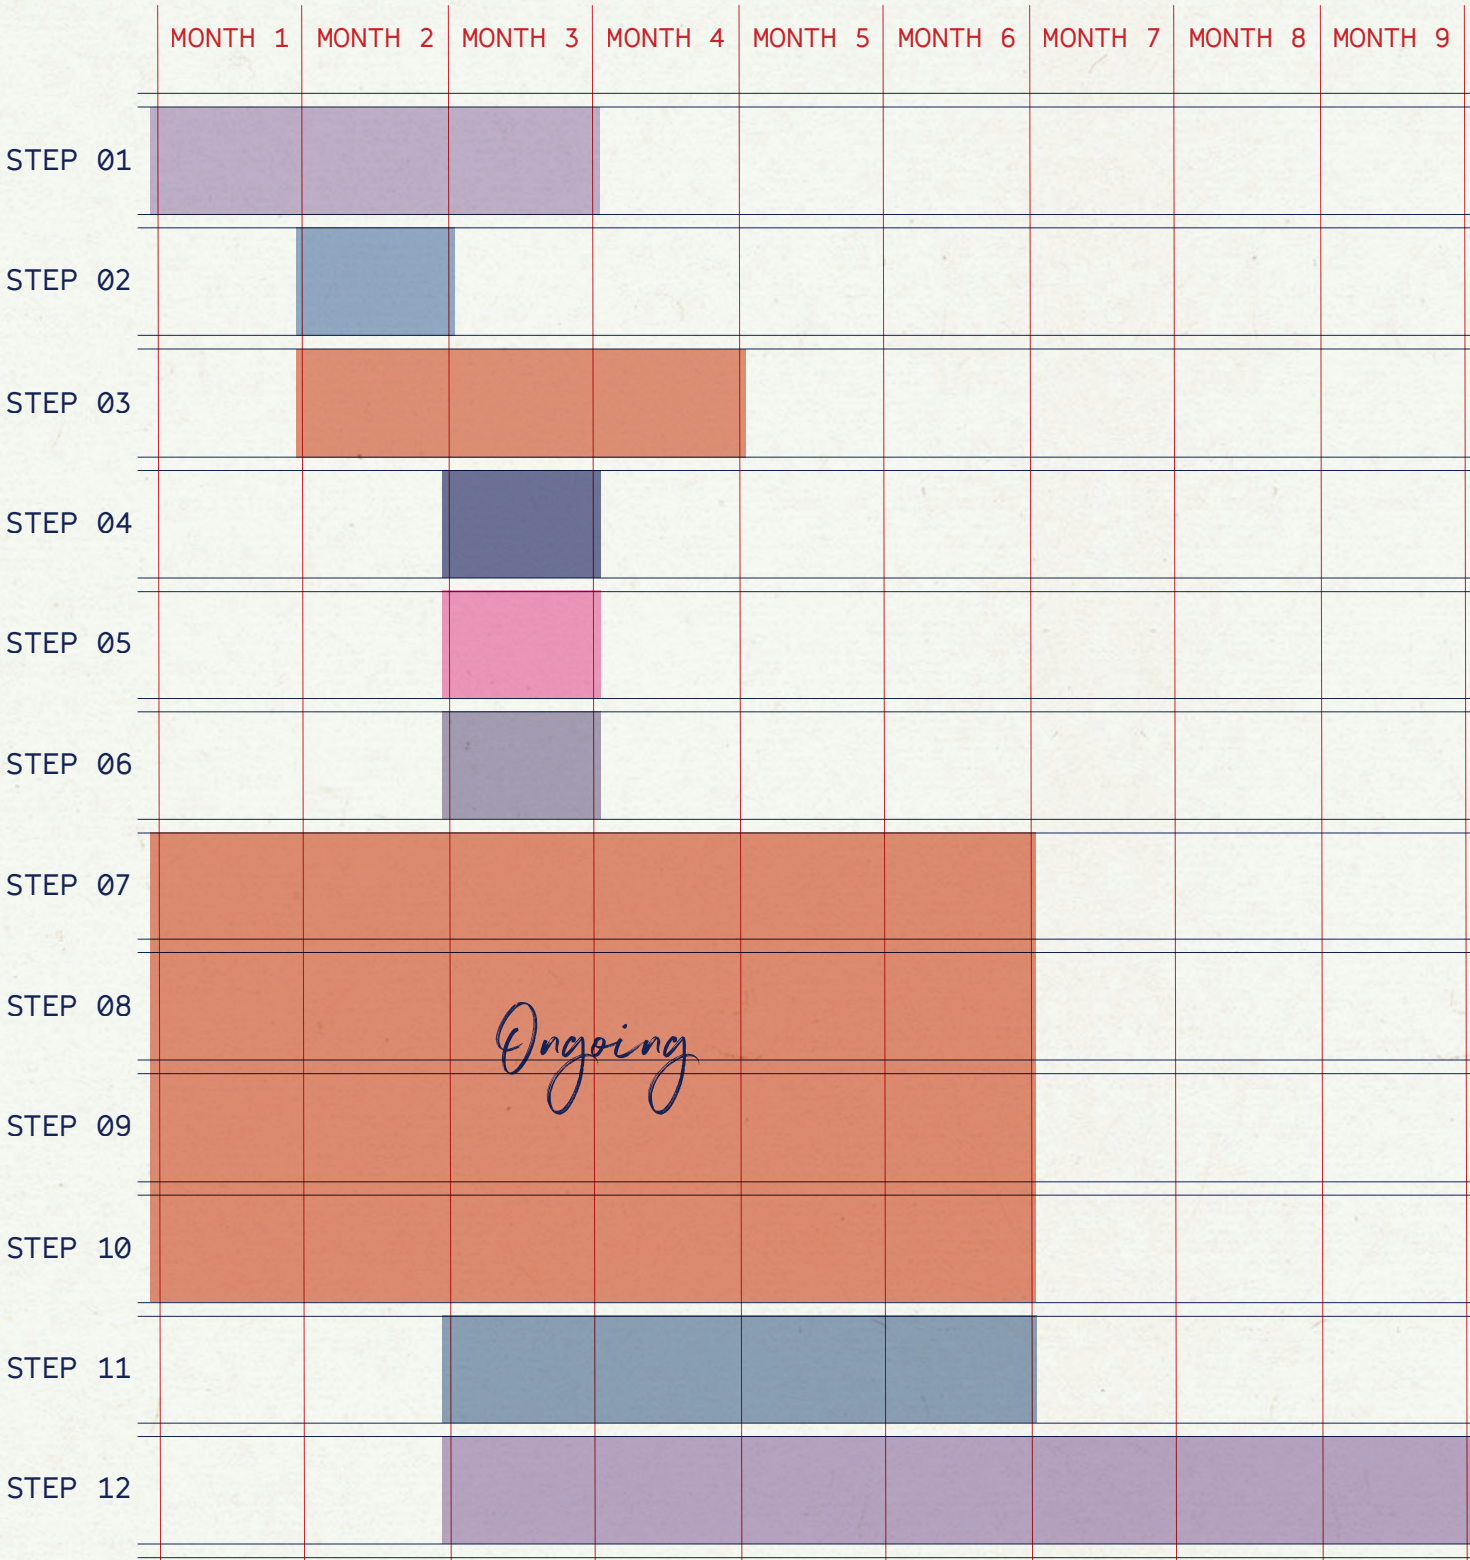 MONTH 1 MONTH 2 MONTH 3 MONTH 4 MONTH 5 MONTH 6 MONTH 7 MONTH 8 MONTH 9
STEP 01
STEP 02
STEP 03
STEP 04
STEP 05
STEP 06
STEP 07
STEP 08
Ongoing
STEP 09
STEP 10
STEP 11
STEP 12